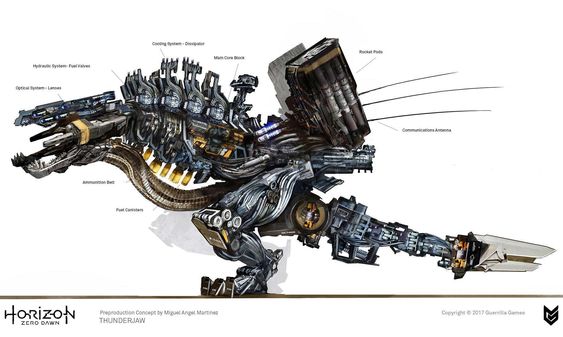 Cooling System - Dissipator
Rocket Pods
Main Core Block
Hydraulic System- Fuel Valves
Optical System - Lenses
Communications Antenna
Ammunition Belt
Fuel Canisters
HORIZON
ZERO DAWN
Preproduction Concept by Miguel Angel Martinez
THUNDERJAW
Copyright © 2017 Guerrilla Games